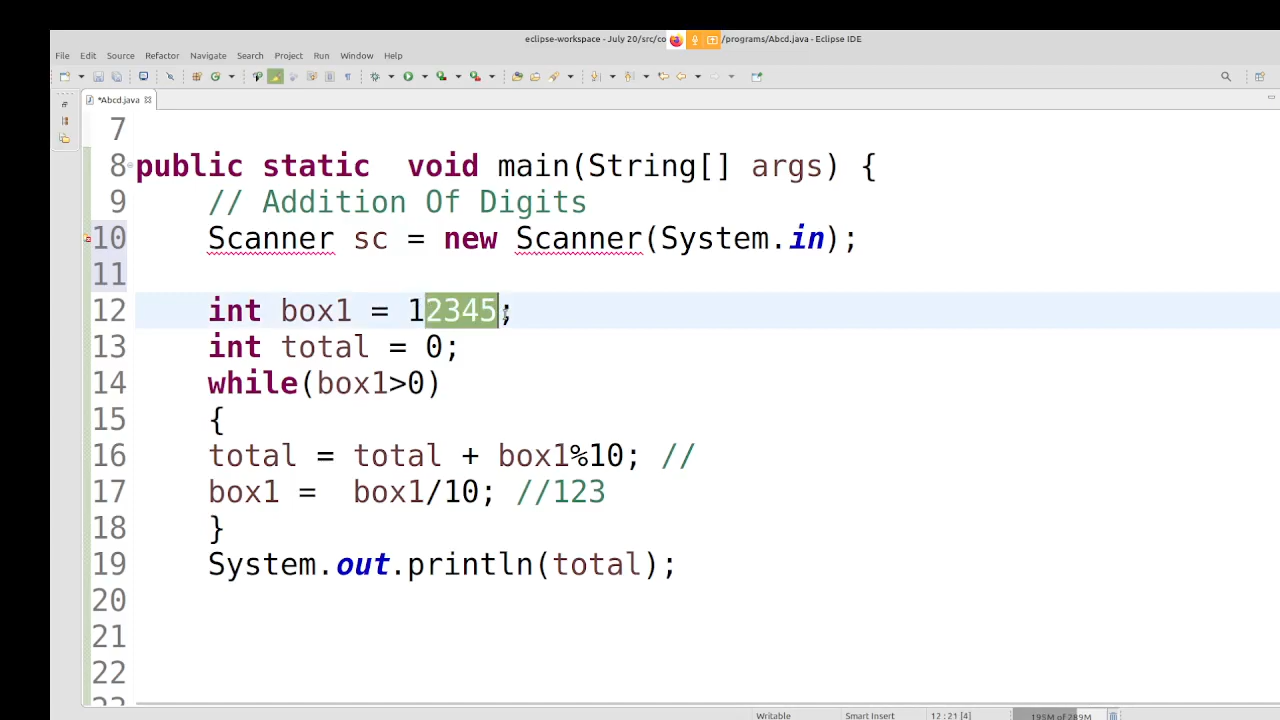 eclipse-workspace - July 20/src/co /programs/Abcd.java - Eclipse IDE
File Edit Source Refactor Navigate Search Project Run Window Help
*Abcd.java
7
8 public static  void main(String[] args) {
9 // Addition Of Digits
10 Scanner sc = new Scanner(System.in);
11
12 int box1 = 12345;
13 int total = 0;
14 while(box1>0)
15 {
16 total = total + box1%10; //
17 box1 =  box1/10; //123
18 }
19 System.out.println(total);
20
21
22
Writable Smart Insert 12 : 21 [4] 195M of 289M